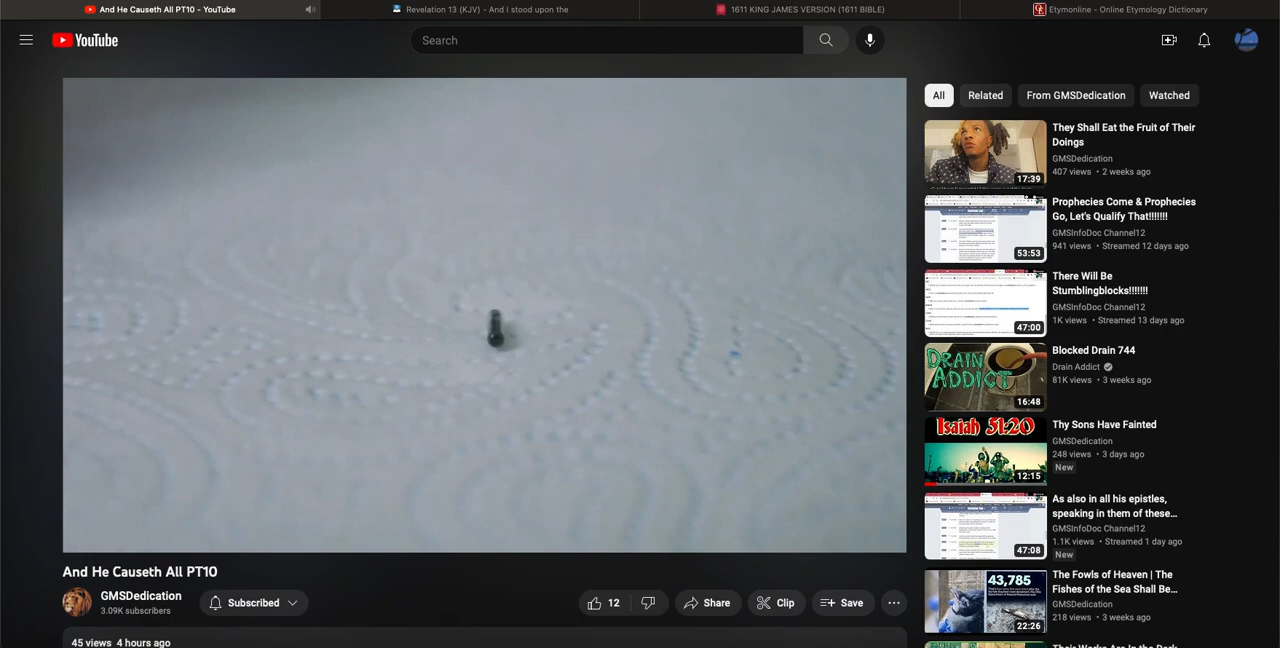 And He Causeth All PT10 - YouTube
Revelation 13 (KJV) - And I stood upon the
1611 KING JAMES VERSION (1611 BIBLE)
Etymonline - Online Etymology Dictionary
YouTube
Search
All
Related
From GMSDedication
Watched
They Shall Eat the Fruit of Their
Doings
GMSDedication
407 views • 2 weeks ago
17:39
Prophecies Come & Prophecies
Go, Let's Qualify That!!!!!!!
GMSInfoDoc Channel12
941 views • Streamed 12 days ago
53:53
There Will Be
Stumblingblocks!!!!!!!
GMSInfoDoc Channel12
1K views • Streamed 13 days ago
47:00
DRAIN
ADDICT
16:48
Blocked Drain 744
Drain Addict
81K views • 3 weeks ago
Isaiah 51:20
12:15
Thy Sons Have Fainted
GMSDedication
248 views • 3 days ago
New
As also in all his epistles,
speaking in them of these...
GMSInfoDoc Channel12
1.1K views • Streamed 1 day ago
New
47:08
43,785
22:26
The Fowls of Heaven | The
Fishes of the Sea Shall Be...
GMSDedication
218 views • 3 weeks ago
And He Causeth All PT10
GMSDedication
3.09K subscribers
Subscribed
12
Share
Clip
Save
45 views 4 hours ago